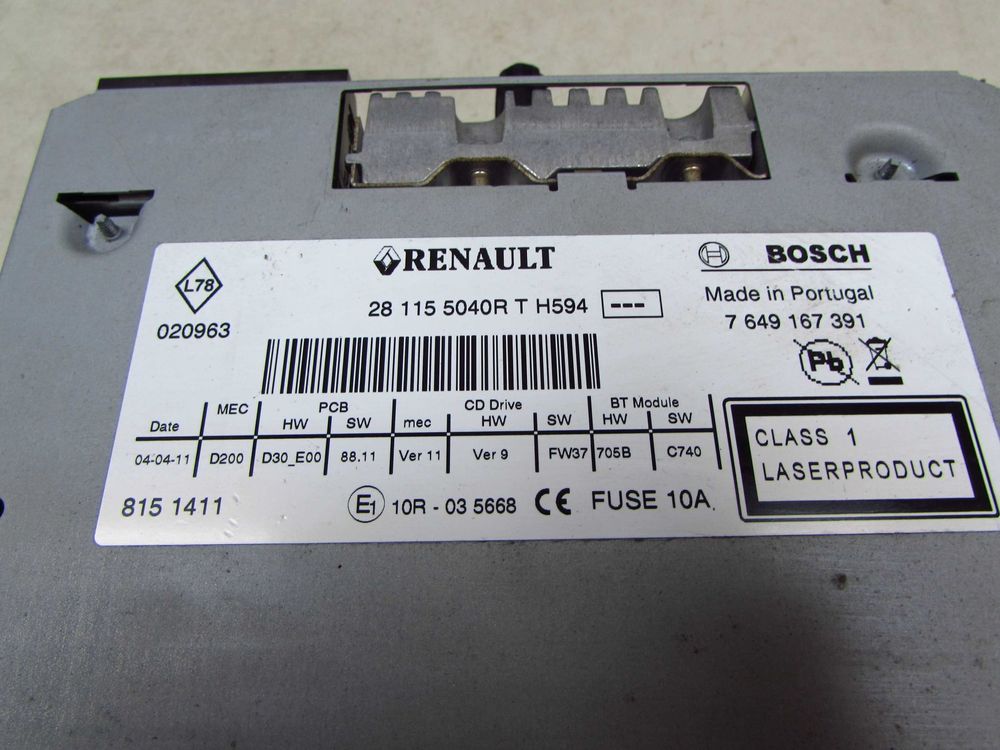 L78
020963
RENAULT
28 115 5040R T H594 ---
BOSCH
Made in Portugal
7 649 167 391
Pb
MEC PCB CD Drive BT Module
Date HW SW mec HW SW HW SW
04-04-11 D200 D30_E00 88.11 Ver 11 Ver 9 FW37 705B C740
CLASS 1
LASERPRODUCT
815 1411 E1 10R - 03 5668 CE FUSE 10A